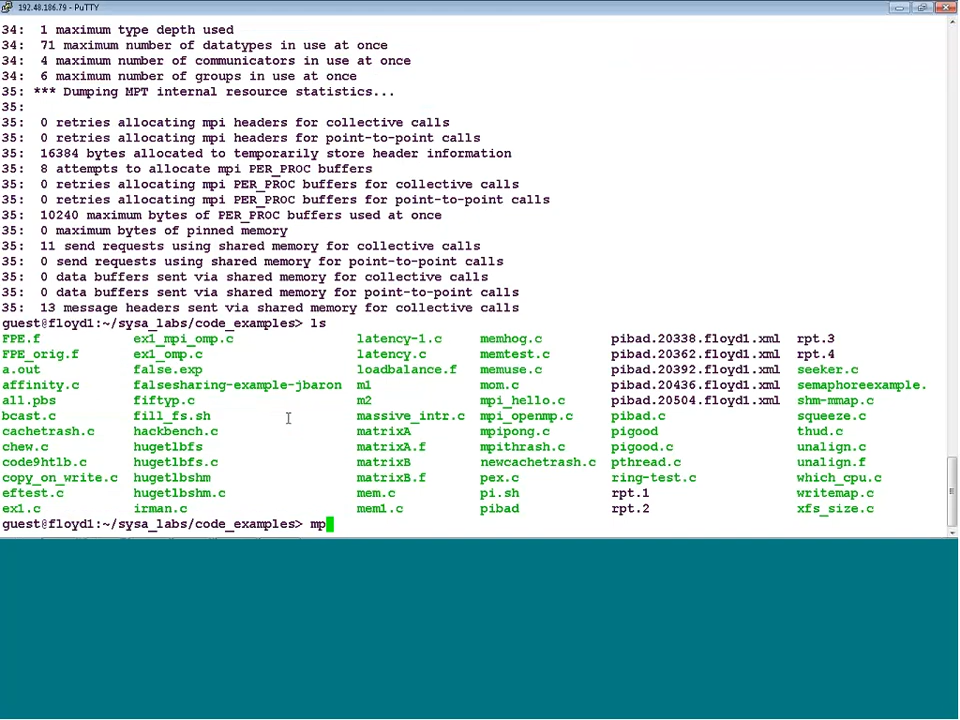 192.48.186.79 - PuTTY
34:  1 maximum type depth used
34:  71 maximum number of datatypes in use at once
34:  4 maximum number of communicators in use at once
34:  6 maximum number of groups in use at once
35: *** Dumping MPT internal resource statistics...
35:
35:  0 retries allocating mpi headers for collective calls
35:  0 retries allocating mpi headers for point-to-point calls
35:  16384 bytes allocated to temporarily store header information
35:  8 attempts to allocate mpi PER_PROC buffers
35:  0 retries allocating mpi PER_PROC buffers for collective calls
35:  0 retries allocating mpi PER_PROC buffers for point-to-point calls
35:  10240 maximum bytes of PER_PROC buffers used at once
35:  0 maximum bytes of pinned memory
35:  11 send requests using shared memory for collective calls
35:  0 send requests using shared memory for point-to-point calls
35:  0 data buffers sent via shared memory for collective calls
35:  0 data buffers sent via shared memory for point-to-point calls
35:  13 message headers sent via shared memory for collective calls
guest@floyd1:~/sysa_labs/code_examples> ls
FPE.f ex1_mpi_omp.c latency-1.c memhog.c pibad.20338.floyd1.xml rpt.3
FPE_orig.f ex1_omp.c latency.c memtest.c pibad.20362.floyd1.xml rpt.4
a.out false.exp loadbalance.f memuse.c pibad.20392.floyd1.xml seeker.c
affinity.c falsesharing-example-jbaron m1 mom.c pibad.20436.floyd1.xml semaphoreexample.
all.pbs fiftyp.c m2 mpi_hello.c pibad.20504.floyd1.xml shm-mmap.c
bcast.c fill_fs.sh massive_intr.c mpi_openmp.c pibad.c squeeze.c
cachetrash.c hackbench.c matrixA mpipong.c pigood thud.c
chew.c hugetlbfs matrixA.f mpithrash.c pigood.c unalign.c
code9htlb.c hugetlbfs.c matrixB newcachetrash.c pthread.c unalign.f
copy_on_write.c hugetlbshm matrixB.f pex.c ring-test.c which_cpu.c
eftest.c hugetlbshm.c mem.c pi.sh rpt.1 writemap.c
ex1.c irman.c mem1.c pibad rpt.2 xfs_size.c
guest@floyd1:~/sysa_labs/code_examples> mp